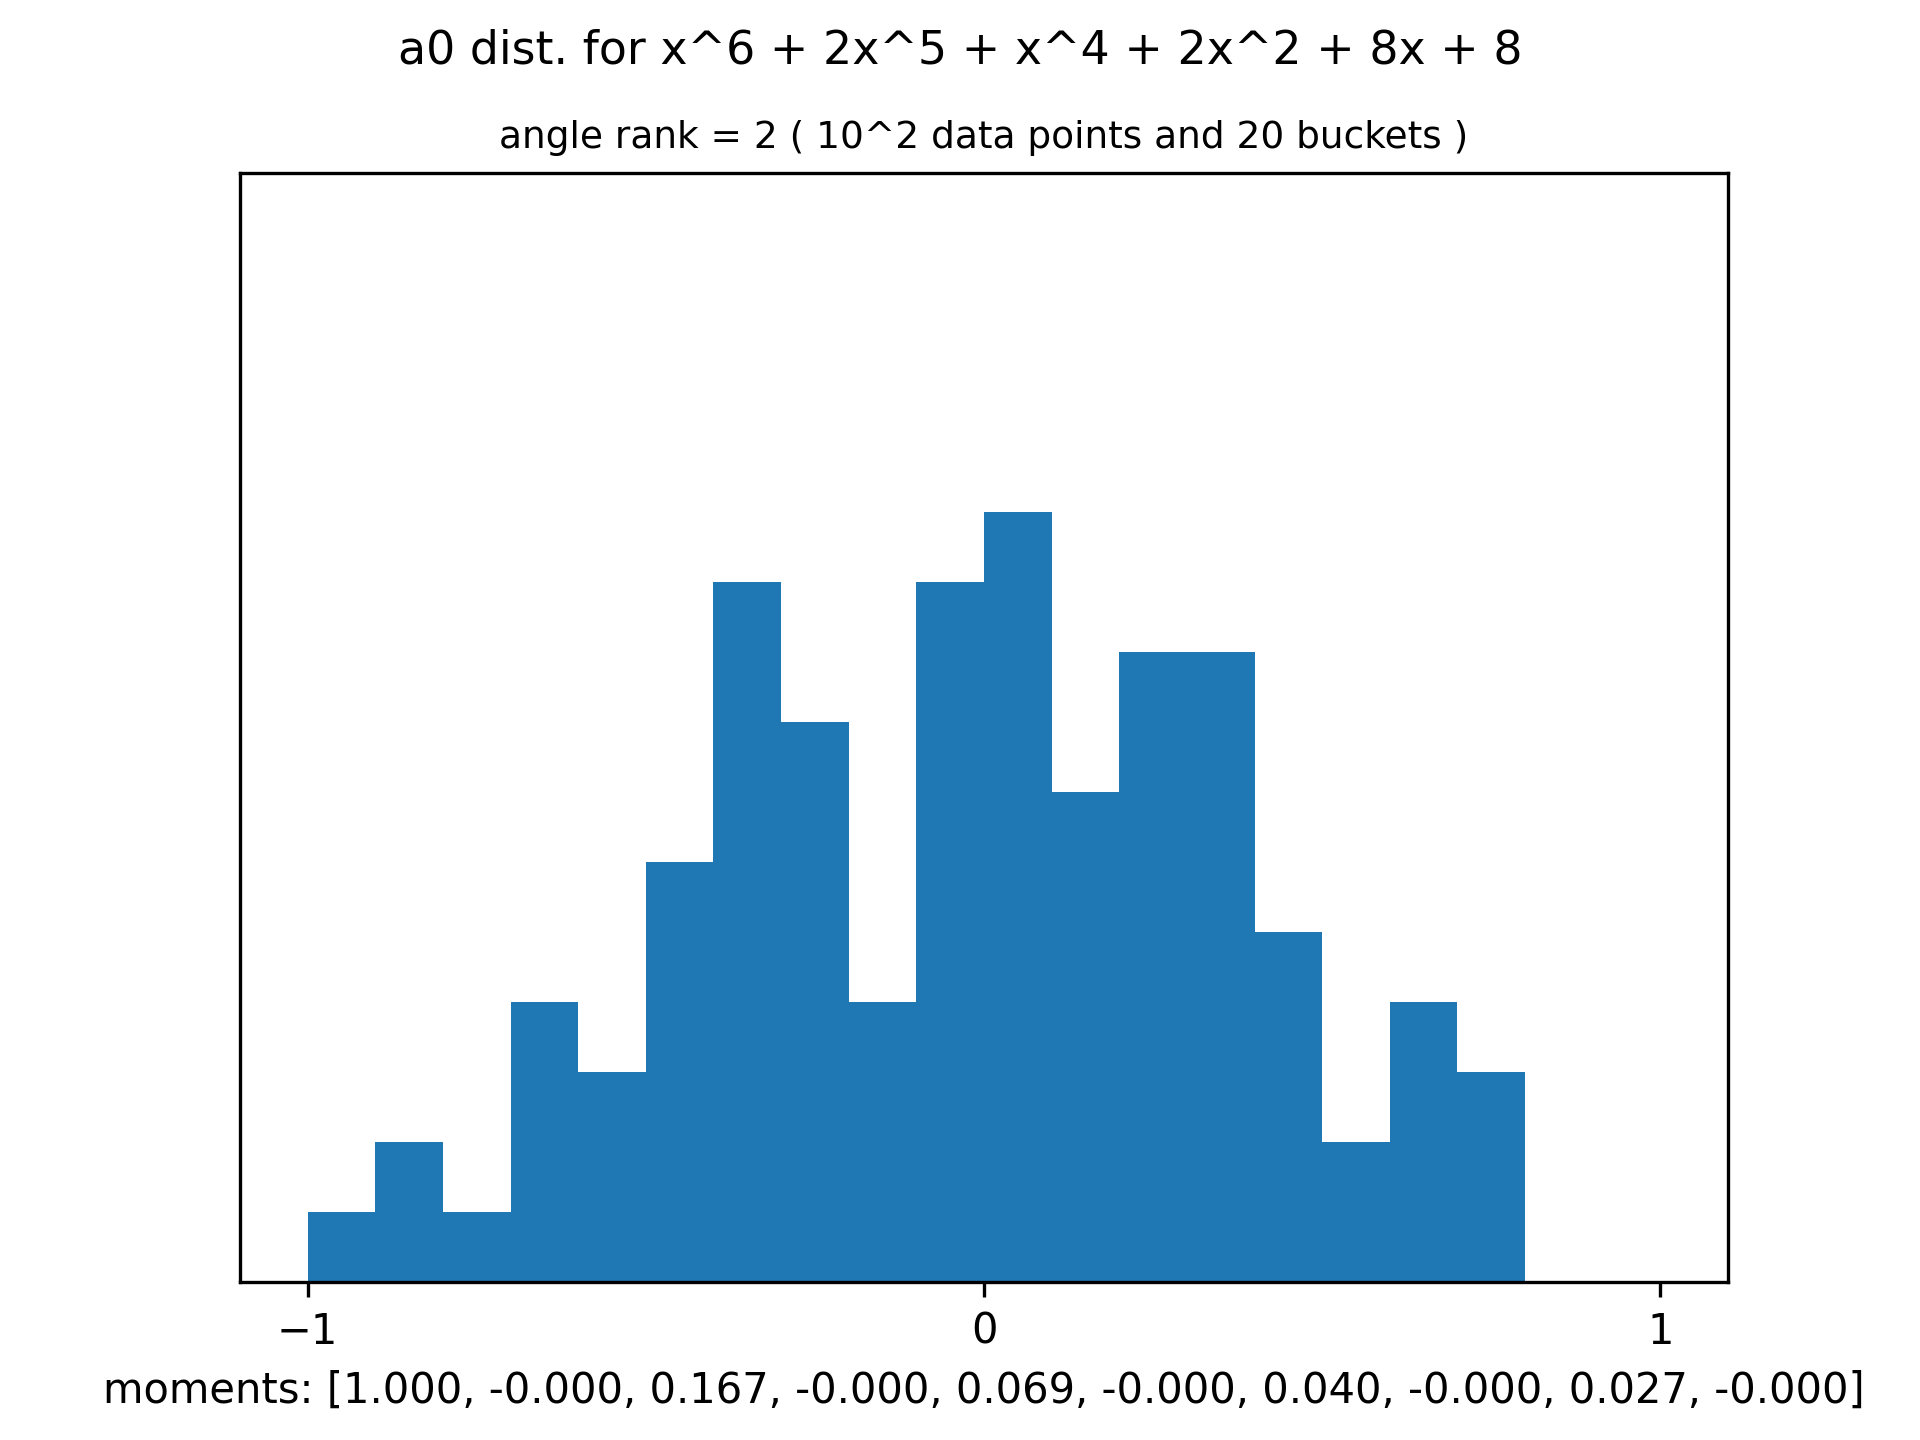 a0 dist. for x^6 + 2x^5 + x^4 + 2x^2 + 8x + 8
angle rank = 2 ( 10^2 data points and 20 buckets )
−1 0 1
moments: [1.000, -0.000, 0.167, -0.000, 0.069, -0.000, 0.040, -0.000, 0.027, -0.000]